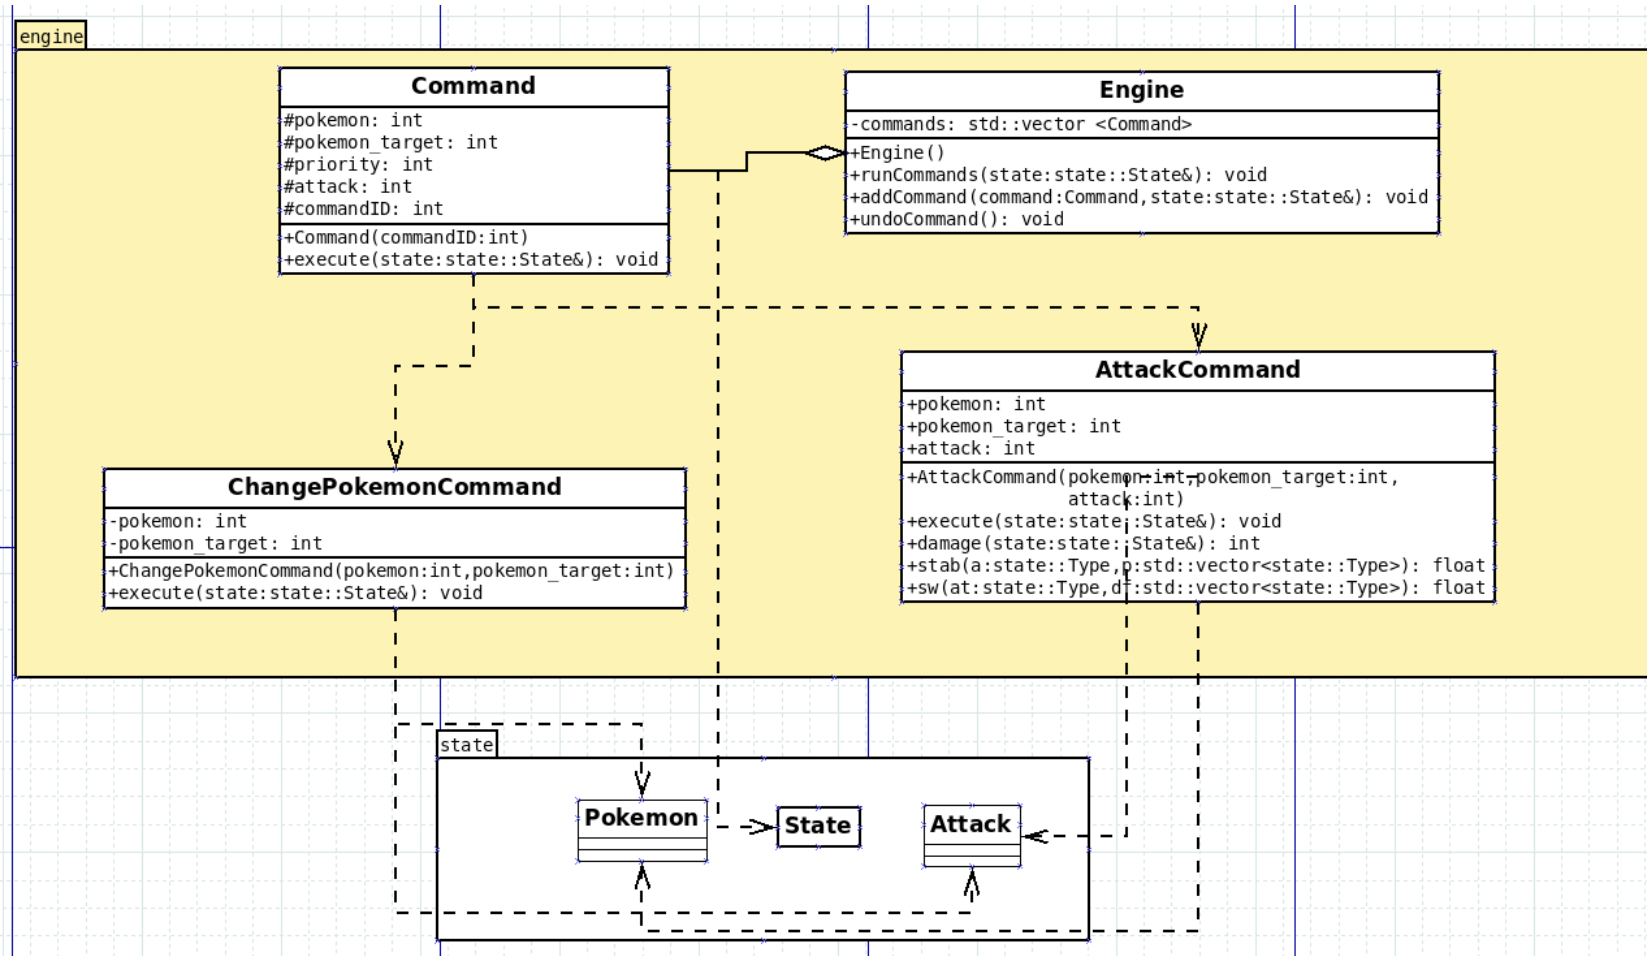 engine
Command
#pokemon: int
#pokemon_target: int
#priority: int
#attack: int
#commandID: int
+Command(commandID:int)
+execute(state:state::State&): void
Engine
-commands: std::vector <Command>
+Engine()
+runCommands(state:state::State&): void
+addCommand(command:Command,state:state::State&): void
+undoCommand(): void
ChangePokemonCommand
-pokemon: int
-pokemon_target: int
+ChangePokemonCommand(pokemon:int,pokemon_target:int)
+execute(state:state::State&): void
AttackCommand
+pokemon: int
+pokemon_target: int
+attack: int
+AttackCommand(pokemon:int,pokemon_target:int,
attack:int)
+execute(state:state::State&): void
+damage(state:state::State&): int
+stab(a:state::Type,p:std::vector<state::Type>): float
+sw(at:state::Type,df:std::vector<state::Type>): float
state
Pokemon
State
Attack